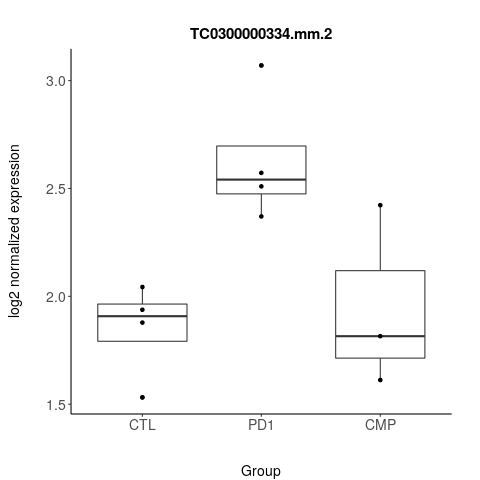 TC0300000334.mm.2
log2 normalized expression
3.0
2.5
2.0
1.5
CTL
PD1
CMP
Group